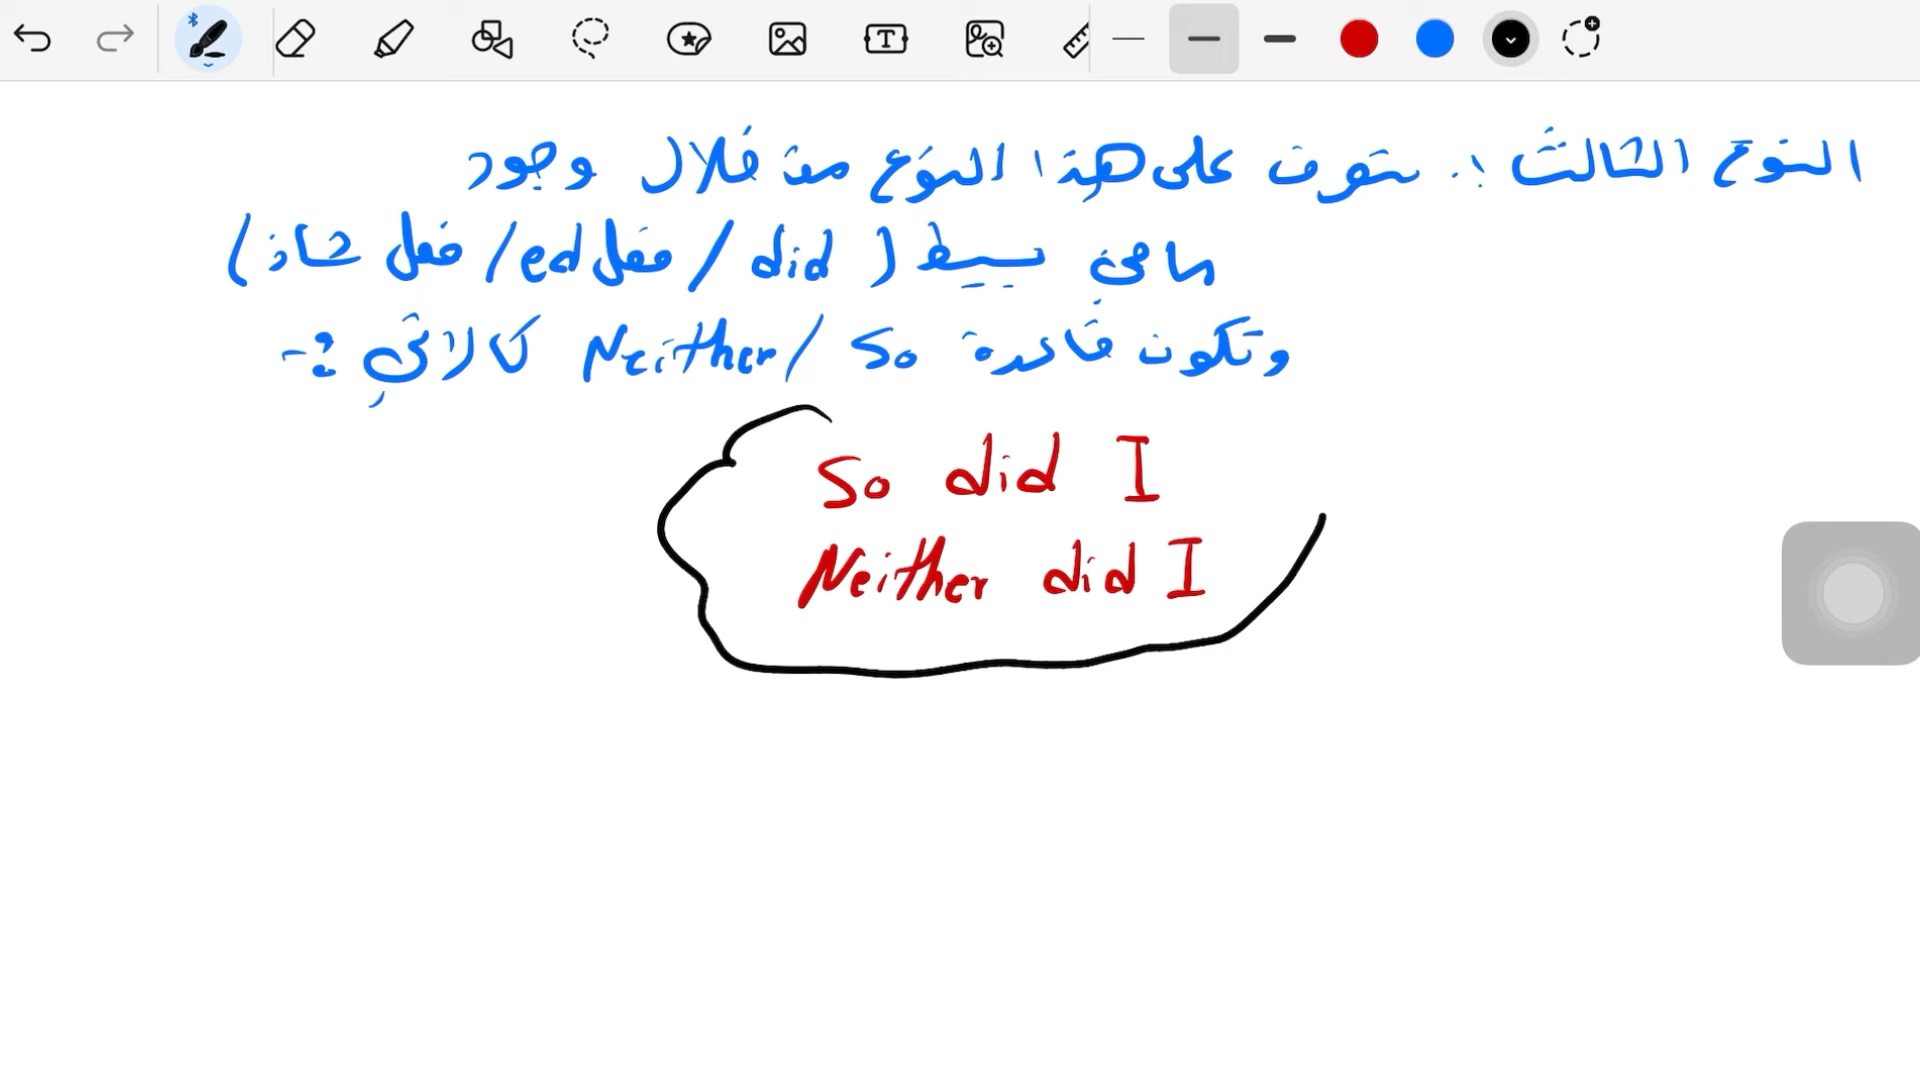 النوع الثالث :. نتعرف على هذا النوع من خلال وجود
ماضي بسيط ( did / فعل ed / فعل شاذ )
وتكون قاعدة So / Neither كالاتي :-
So did I
Neither did I